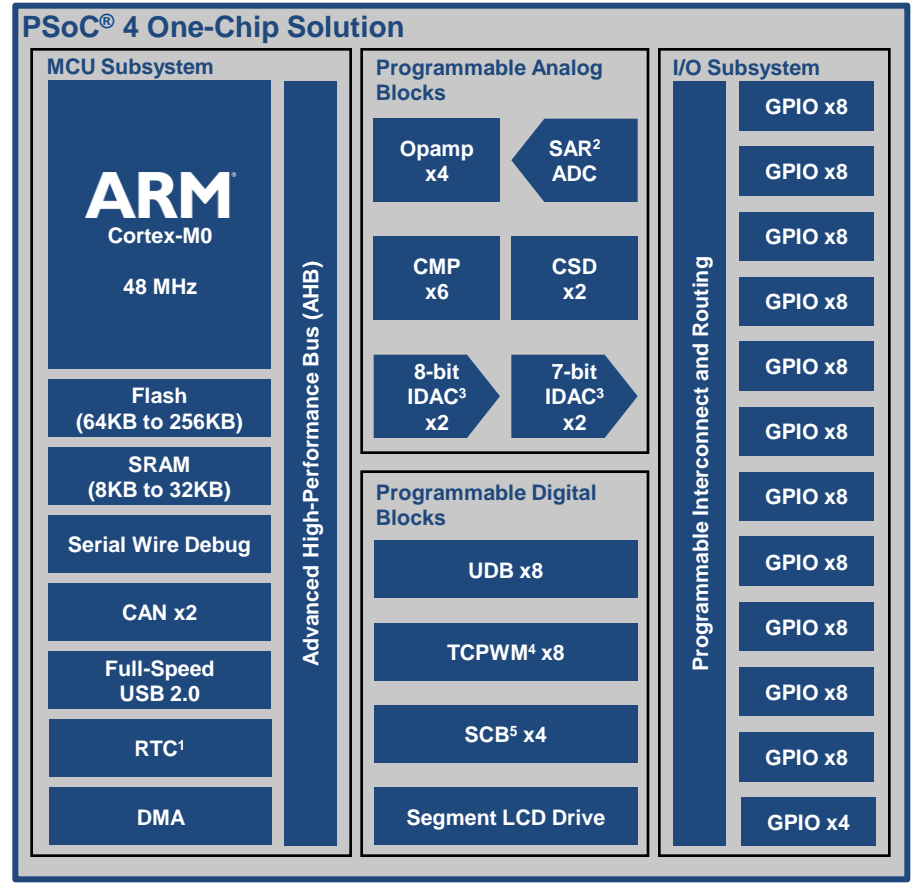 PSoC® 4 One-Chip Solution
MCU Subsystem
ARM®
Cortex-M0
48 MHz
Flash
(64KB to 256KB)
SRAM
(8KB to 32KB)
Serial Wire Debug
CAN x2
Full-Speed
USB 2.0
RTC¹
DMA
Advanced High-Performance Bus (AHB)
Programmable Analog
Blocks
Opamp
x4
SAR²
ADC
CMP
x6
CSD
x2
8-bit
IDAC³
x2
7-bit
IDAC³
x2
Programmable Digital
Blocks
UDB x8
TCPWM⁴ x8
SCB⁵ x4
Segment LCD Drive
I/O Subsystem
Programmable Interconnect and Routing
GPIO x8
GPIO x8
GPIO x8
GPIO x8
GPIO x8
GPIO x8
GPIO x8
GPIO x8
GPIO x8
GPIO x8
GPIO x8
GPIO x4